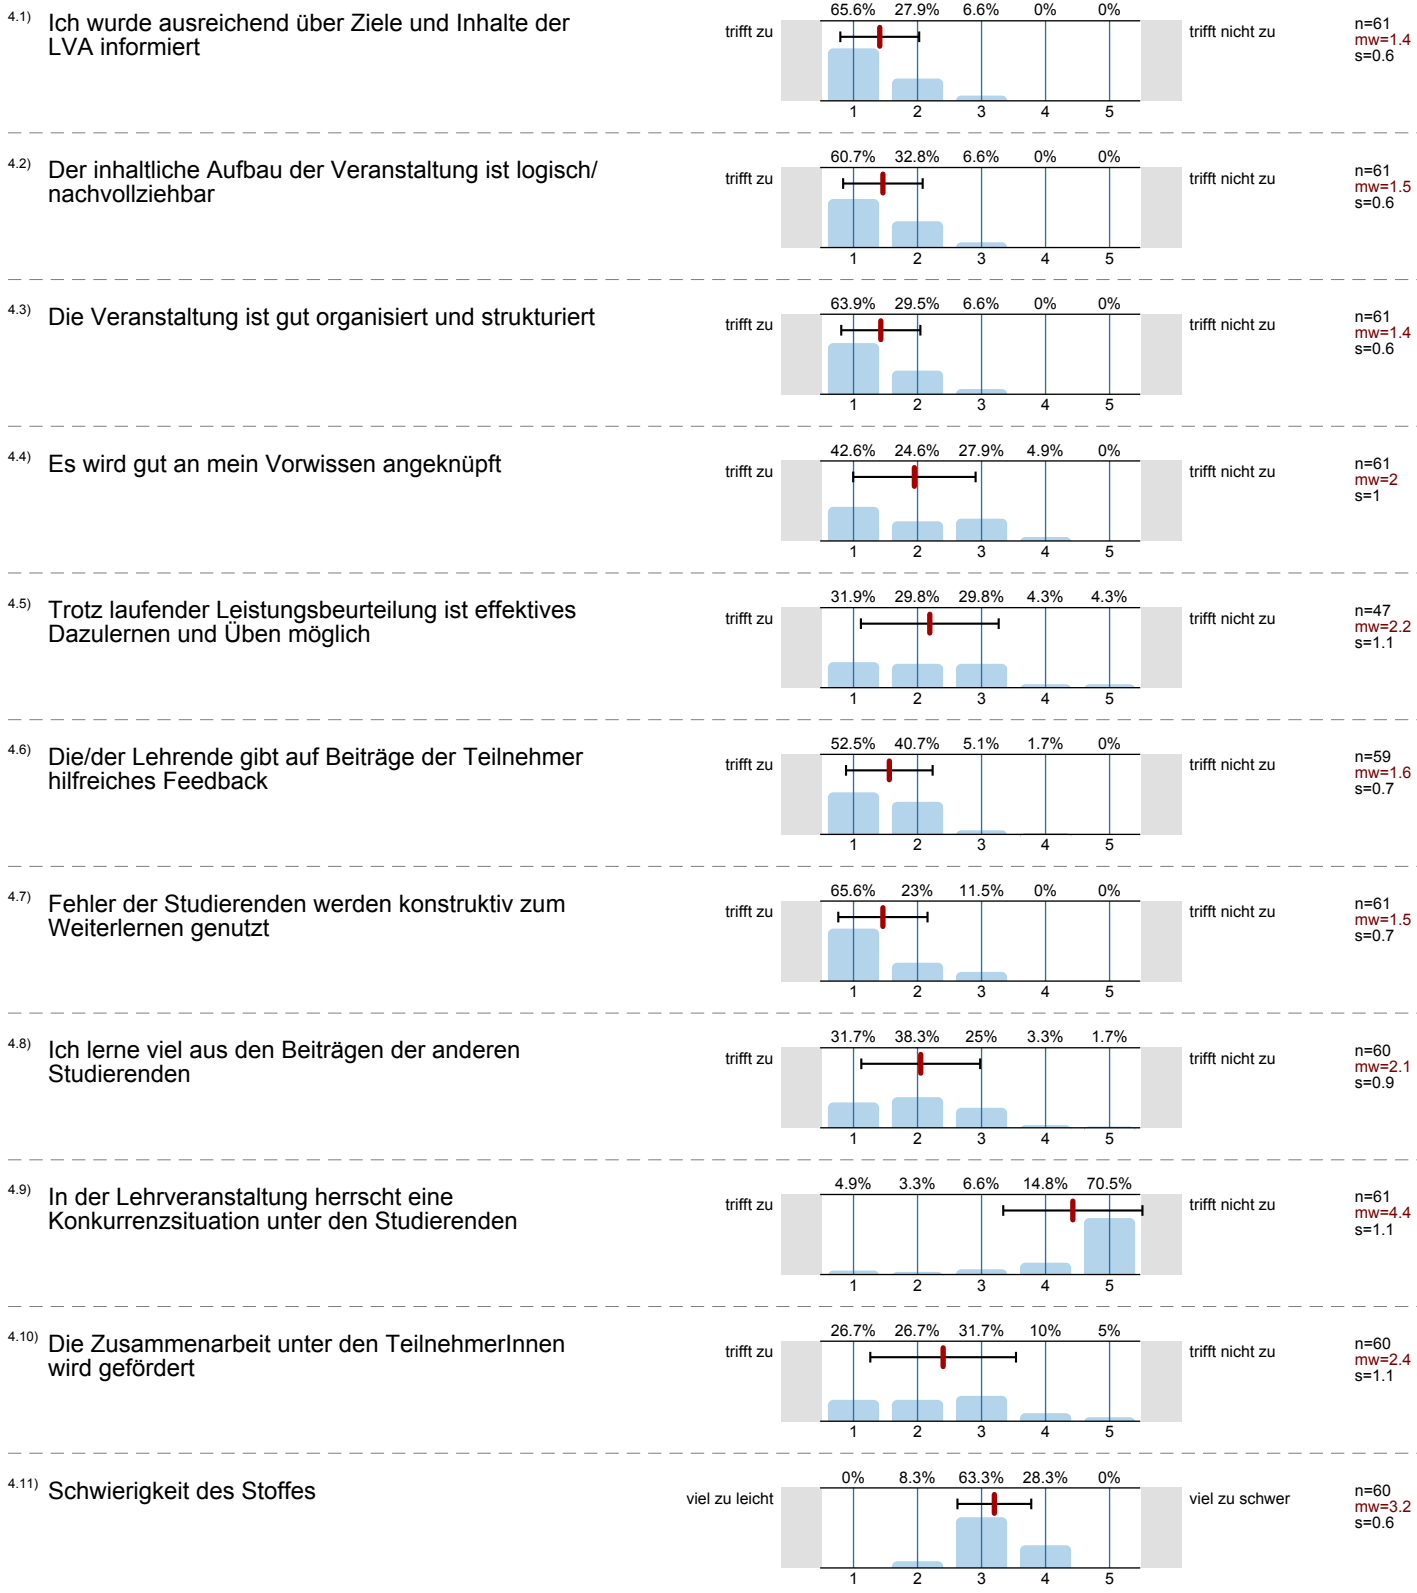 4.1) Ich wurde ausreichend über Ziele und Inhalte der
LVA informiert
65.6% 27.9% 6.6% 0% 0%
trifft zu
trifft nicht zu
1 2 3 4 5
n=61
mw=1.4
s=0.6
4.2) Der inhaltliche Aufbau der Veranstaltung ist logisch/
nachvollziehbar
60.7% 32.8% 6.6% 0% 0%
trifft zu
trifft nicht zu
1 2 3 4 5
n=61
mw=1.5
s=0.6
4.3) Die Veranstaltung ist gut organisiert und strukturiert
63.9% 29.5% 6.6% 0% 0%
trifft zu
trifft nicht zu
1 2 3 4 5
n=61
mw=1.4
s=0.6
4.4) Es wird gut an mein Vorwissen angeknüpft
42.6% 24.6% 27.9% 4.9% 0%
trifft zu
trifft nicht zu
1 2 3 4 5
n=61
mw=2
s=1
4.5) Trotz laufender Leistungsbeurteilung ist effektives
Dazulernen und Üben möglich
31.9% 29.8% 29.8% 4.3% 4.3%
trifft zu
trifft nicht zu
1 2 3 4 5
n=47
mw=2.2
s=1.1
4.6) Die/der Lehrende gibt auf Beiträge der Teilnehmer
hilfreiches Feedback
52.5% 40.7% 5.1% 1.7% 0%
trifft zu
trifft nicht zu
1 2 3 4 5
n=59
mw=1.6
s=0.7
4.7) Fehler der Studierenden werden konstruktiv zum
Weiterlernen genutzt
65.6% 23% 11.5% 0% 0%
trifft zu
trifft nicht zu
1 2 3 4 5
n=61
mw=1.5
s=0.7
4.8) Ich lerne viel aus den Beiträgen der anderen
Studierenden
31.7% 38.3% 25% 3.3% 1.7%
trifft zu
trifft nicht zu
1 2 3 4 5
n=60
mw=2.1
s=0.9
4.9) In der Lehrveranstaltung herrscht eine
Konkurrenzsituation unter den Studierenden
4.9% 3.3% 6.6% 14.8% 70.5%
trifft zu
trifft nicht zu
1 2 3 4 5
n=61
mw=4.4
s=1.1
4.10) Die Zusammenarbeit unter den TeilnehmerInnen
wird gefördert
26.7% 26.7% 31.7% 10% 5%
trifft zu
trifft nicht zu
1 2 3 4 5
n=60
mw=2.4
s=1.1
4.11) Schwierigkeit des Stoffes
0% 8.3% 63.3% 28.3% 0%
viel zu leicht
viel zu schwer
1 2 3 4 5
n=60
mw=3.2
s=0.6